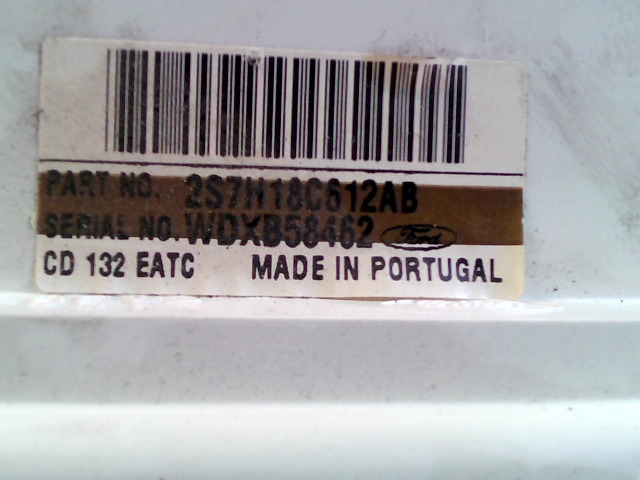 PART NO. 2S7H18C612AB
SERIAL NO. WDXB58462 Ford
CD 132 EATC MADE IN PORTUGAL